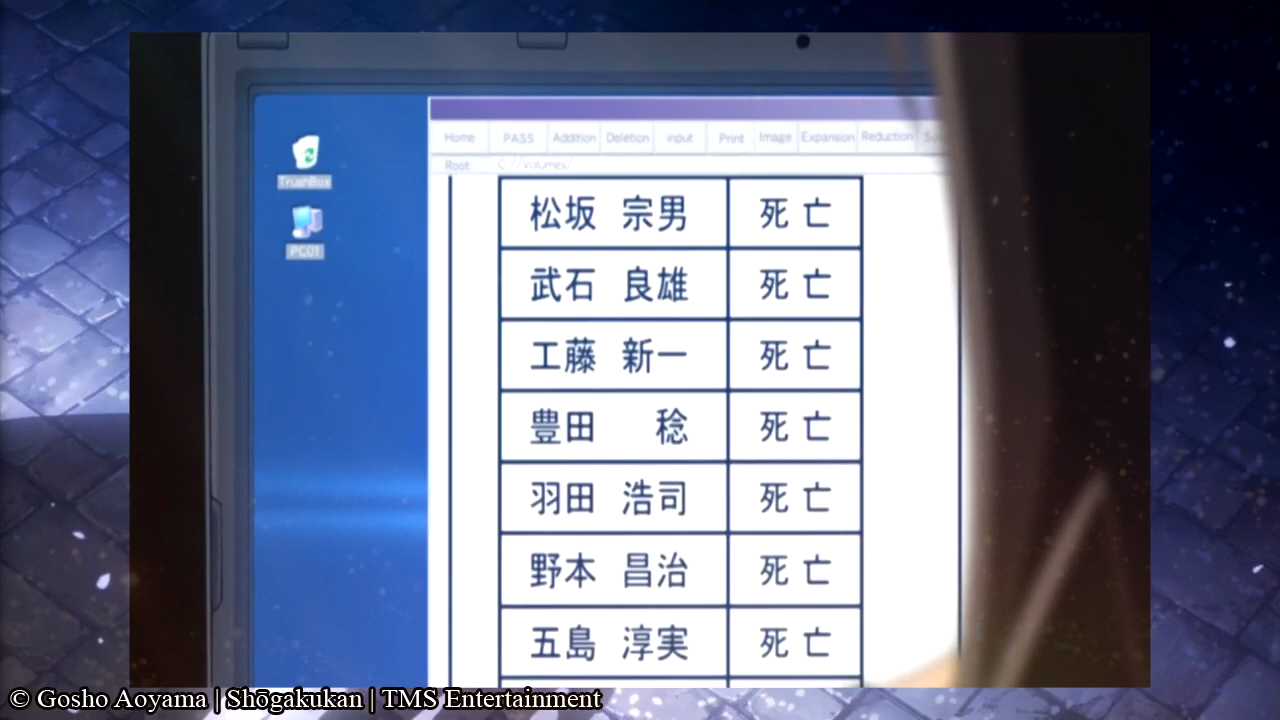 Home PASS Addition Deletion input Print Image Expansion Reduction
Root C://Volumes/
TrushBox
PC01
松坂 宗男 死亡
武石 良雄 死亡
工藤 新一 死亡
豊田 稔 死亡
羽田 浩司 死亡
野本 昌治 死亡
五島 淳実 死亡
© Gosho Aoyama | Shōgakukan | TMS Entertainment